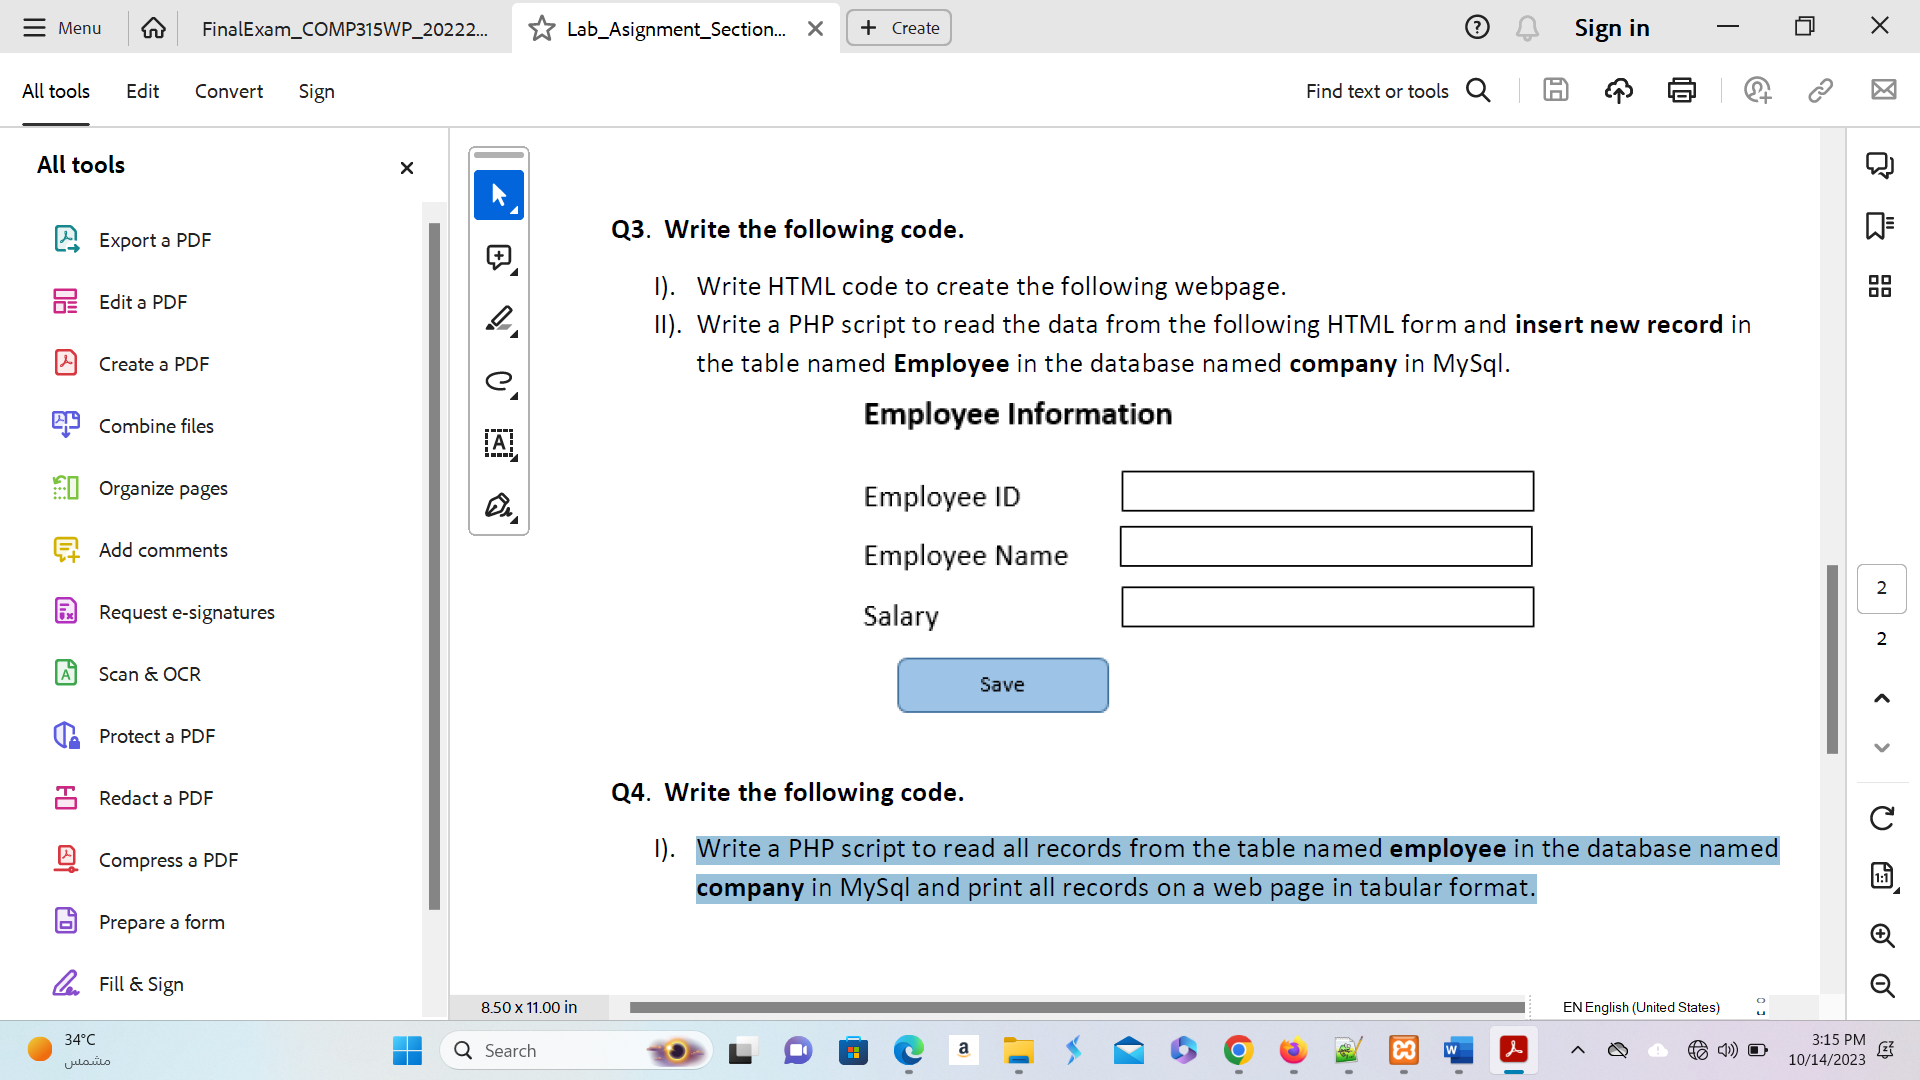 Menu
FinalExam_COMP315WP_20222...
Lab_Asignment_Section...
Create
Sign in
All tools
Edit
Convert
Sign
Find text or tools
All tools
Export a PDF
Edit a PDF
Create a PDF
Combine files
Organize pages
Add comments
Request e-signatures
Scan & OCR
Protect a PDF
Redact a PDF
Compress a PDF
Prepare a form
Fill & Sign
Q3. Write the following code.
I). Write HTML code to create the following webpage.
II). Write a PHP script to read the data from the following HTML form and insert new record in
the table named Employee in the database named company in MySql.
Employee Information
Employee ID
Employee Name
Salary
Save
Q4. Write the following code.
I). Write a PHP script to read all records from the table named employee in the database named
company in MySql and print all records on a web page in tabular format.
2
2
8.50 x 11.00 in
EN English (United States)
34°C
مشمس
Search
3:15 PM
10/14/2023